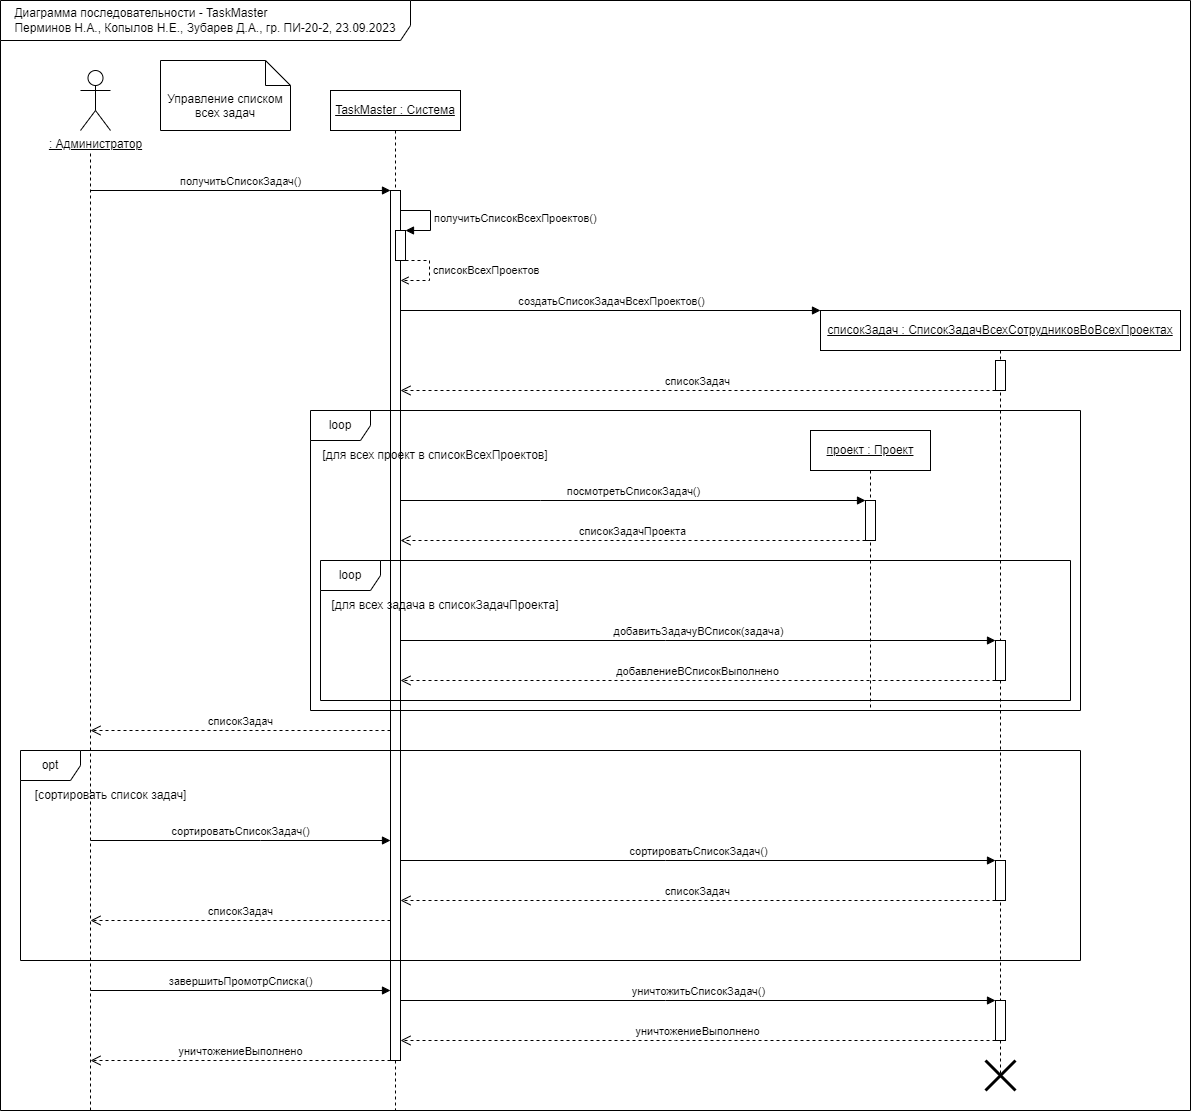 Диаграмма последовательности - TaskMaster
Перминов Н.А., Копылов Н.Е., Зубарев Д.А., гр. ПИ-20-2, 23.09.2023
Управление списком
всех задач
TaskMaster : Система
: Администратор
получитьСписокЗадач()
получитьСписокВсехПроектов()
списокВсехПроектов
создатьСписокЗадачВсехПроектов()
списокЗадач : СписокЗадачВсехСотрудниковВоВсехПроектах
списокЗадач
loop
[для всех проект в списокВсехПроектов]
проект : Проект
посмотретьСписокЗадач()
списокЗадачПроекта
loop
[для всех задача в списокЗадачПроекта]
добавитьЗадачуВСписок(задача)
добавлениеВСписокВыполнено
списокЗадач
opt
[сортировать список задач]
сортироватьСписокЗадач()
сортироватьСписокЗадач()
списокЗадач
списокЗадач
завершитьПромотрСписка()
уничтожитьСписокЗадач()
уничтожениеВыполнено
уничтожениеВыполнено